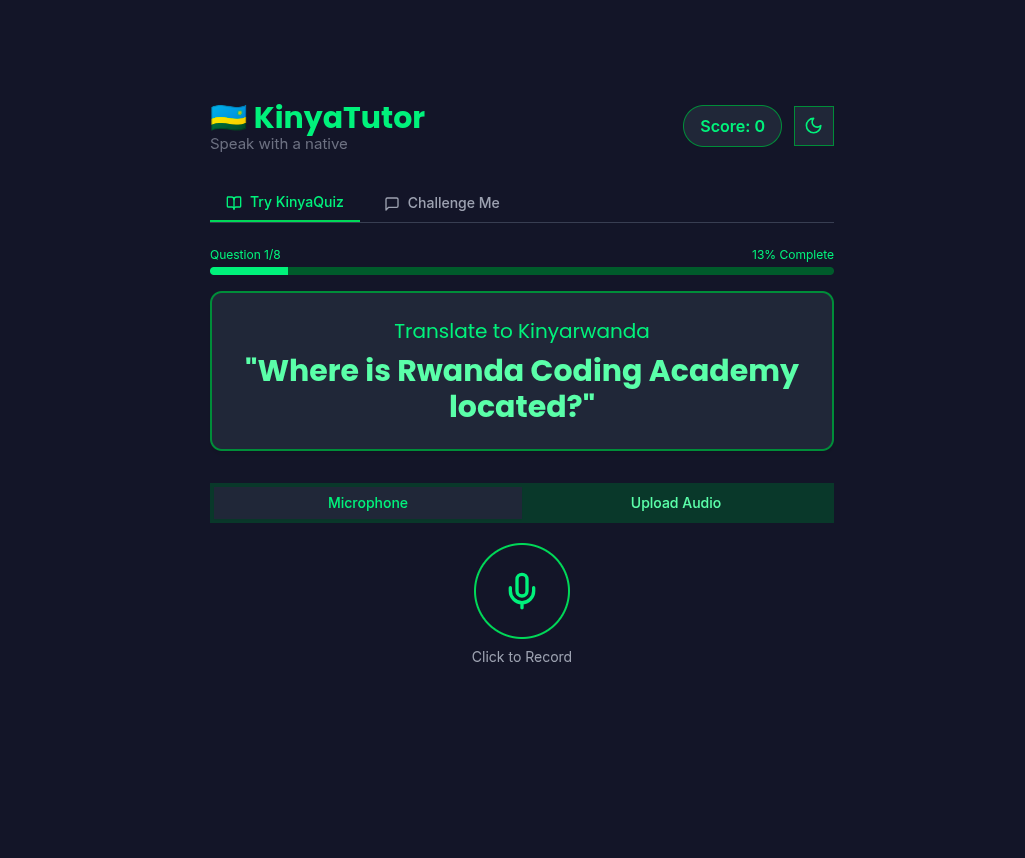 KinyaTutor
Score: 0
Speak with a native
Try KinyaQuiz
Challenge Me
Question 1/8
13% Complete
Translate to Kinyarwanda
"Where is Rwanda Coding Academy
located?"
Microphone
Upload Audio
Click to Record